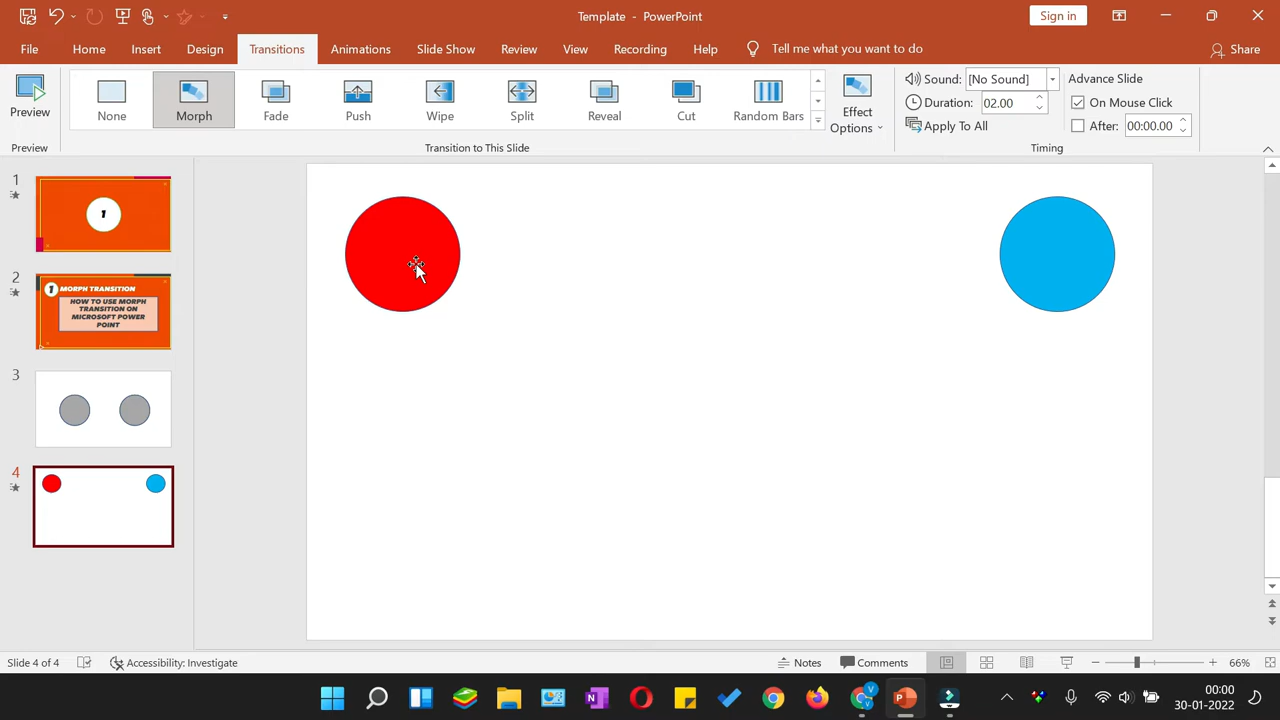 Template - PowerPoint
Sign in
File Home Insert Design Transitions Animations Slide Show Review View Recording Help Tell me what you want to do Share
Preview
None Morph Fade Push Wipe Split Reveal Cut Random Bars
Effect Options
Sound: [No Sound]
Duration: 02.00
Apply To All
Advance Slide
On Mouse Click
After: 00:00.00
Preview Transition to This Slide Timing
1
1
2
1 MORPH TRANSITION
HOW TO USE MORPH
TRANSITION ON
MICROSOFT POWER
POINT
3
4
Slide 4 of 4 Accessibility: Investigate Notes Comments 66%
V V
00:00
30-01-2022